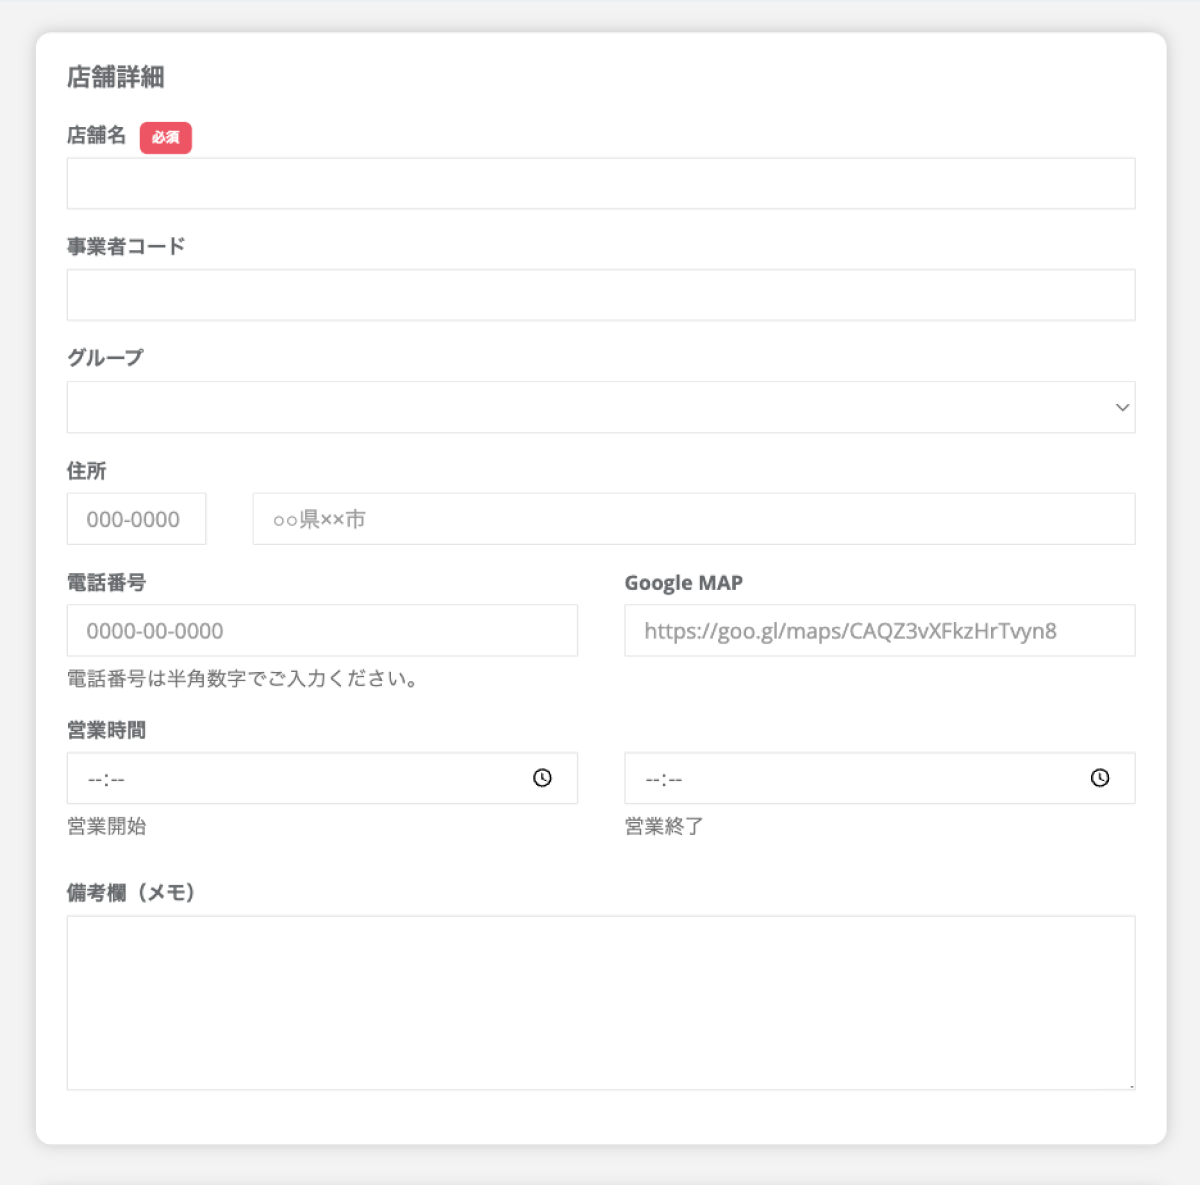 店舗詳細
店舗名 必須
事業者コード
グループ
住所
000-0000 ○○県××市
電話番号 Google MAP
0000-00-0000 https://goo.gl/maps/CAQZ3vXFkzHrTvyn8
電話番号は半角数字でご入力ください。
営業時間
--:-- --:--
営業開始 営業終了
備考欄（メモ）